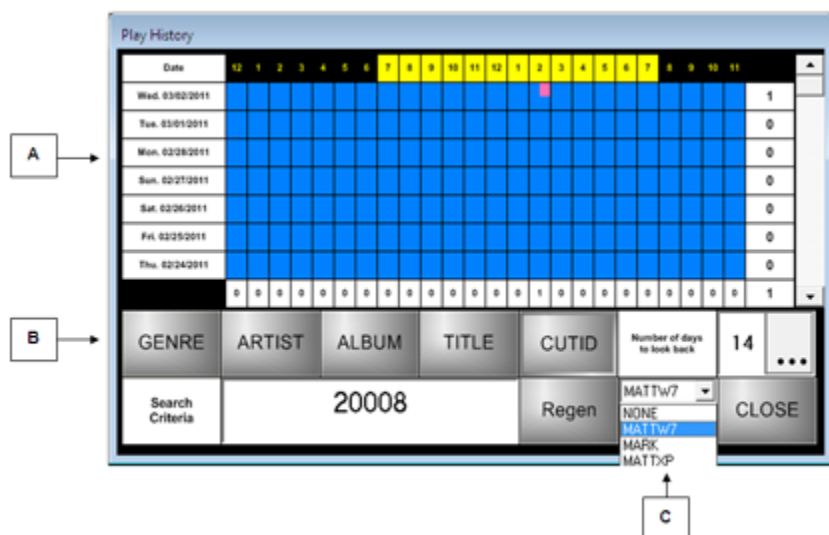 Play History
Date 12 1 2 3 4 5 6 7 8 9 10 11 12 1 2 3 4 5 6 7 8 9 10 11
Wed. 03/02/2011 1
Tue. 03/01/2011 0
Mon. 02/28/2011 0
A
Sun. 02/27/2011 0
Sat. 02/26/2011 0
Fri. 02/25/2011 0
Thu. 02/24/2011 0
0 0 0 0 0 0 0 0 0 0 0 0 0 0 1 0 0 0 0 0 0 0 0 0 1
B
GENRE ARTIST ALBUM TITLE CUTID Number of days to look back 14 ...
Search Criteria 20008 Regen MATTW7 CLOSE
NONE
MATTW7
MARK
MATTXP
C